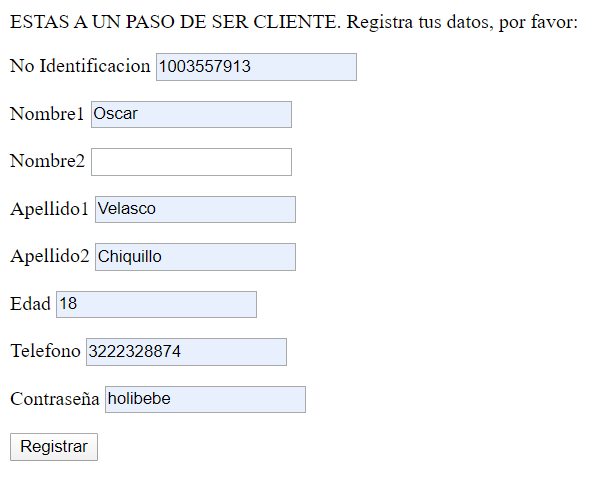 ESTAS A UN PASO DE SER CLIENTE. Registra tus datos, por favor:
No Identificacion 1003557913
Nombre1 Oscar
Nombre2
Apellido1 Velasco
Apellido2 Chiquillo
Edad 18
Telefono 3222328874
Contraseña holibebe
Registrar